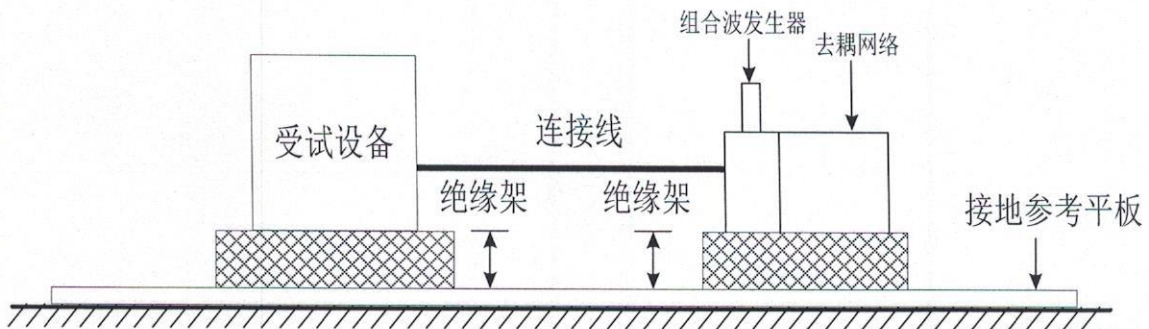 组合波发生器
去耦网络
受试设备
连接线
绝缘架
绝缘架
接地参考平板